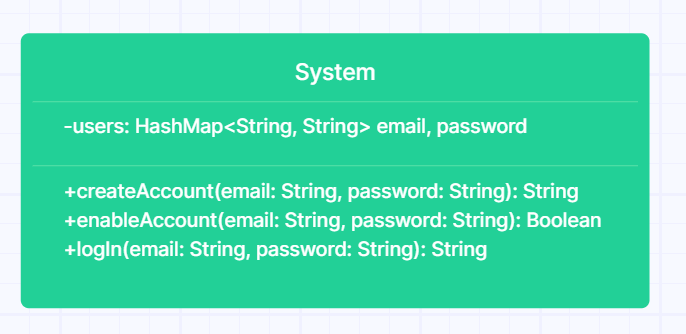 System
-users: HashMap<String, String> email, password
+createAccount(email: String, password: String): String
+enableAccount(email: String, password: String): Boolean
+logIn(email: String, password: String): String